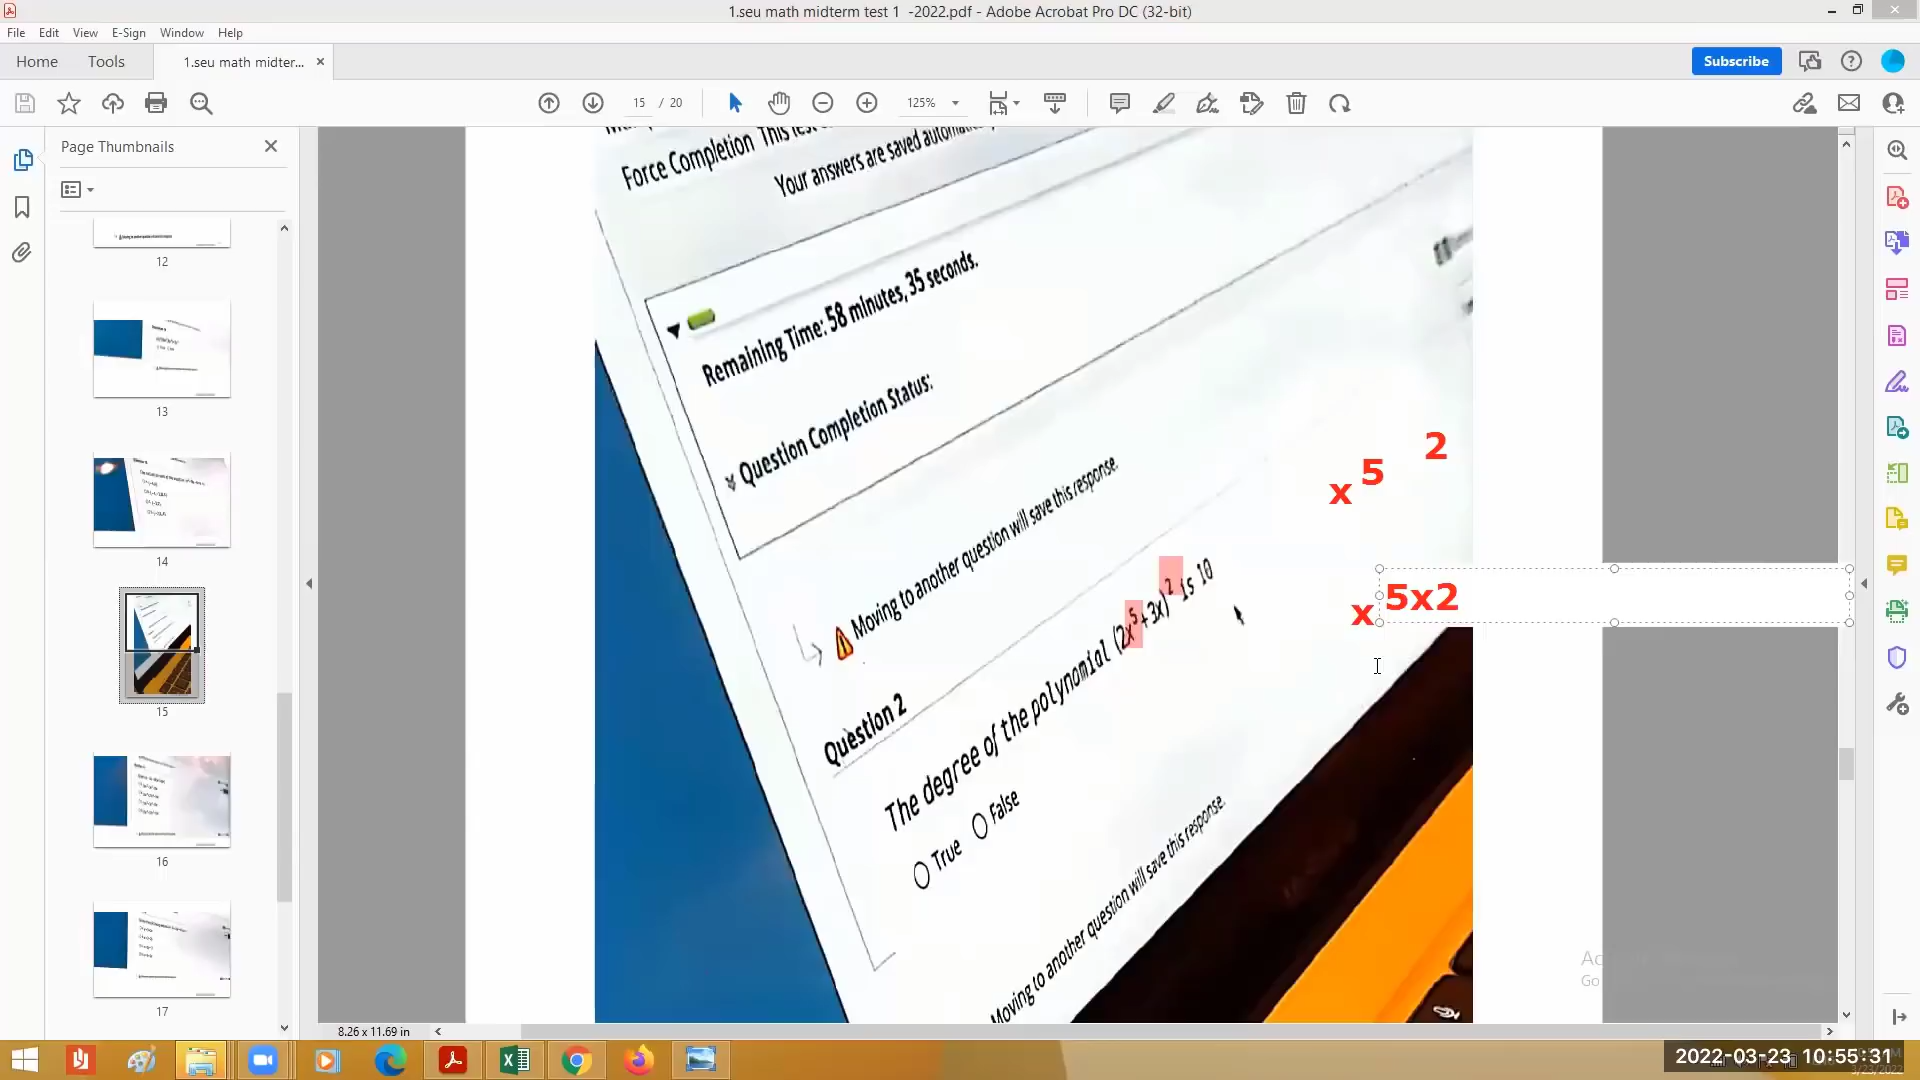 1.seu math midterm test 1 -2022.pdf - Adobe Acrobat Pro DC (32-bit)
File Edit View E-Sign Window Help
Home Tools 1.seu math midter... × Subscribe
15 / 20 125%
Page Thumbnails
12
13
14
15
16
17
Force Completion This test
Your answers are saved automatic
Remaining Time: 58 minutes, 35 seconds.
Question Completion Status:
Moving to another question will save this response.
Question 2
The degree of the polynomial (2x⁵+3x)² is 10
True False
Moving to another question will save this response.
x 5 2
x 5x2
8.26 x 11.69 in
2022-03-23 10:55:31